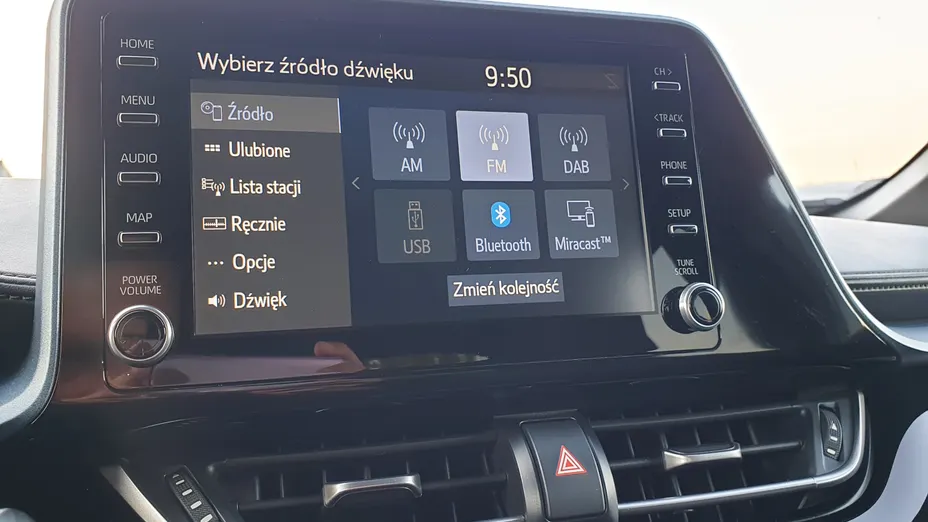 HOME
MENU
AUDIO
MAP
POWER
VOLUME
Wybierz źródło dźwięku
9:50
Źródło
Ulubione
Lista stacji
Ręcznie
Opcje
Dźwięk
AM
FM
DAB
USB
Bluetooth
Miracast™
Zmień kolejność
CH >
<TRACK
PHONE
SETUP
TUNE
SCROLL